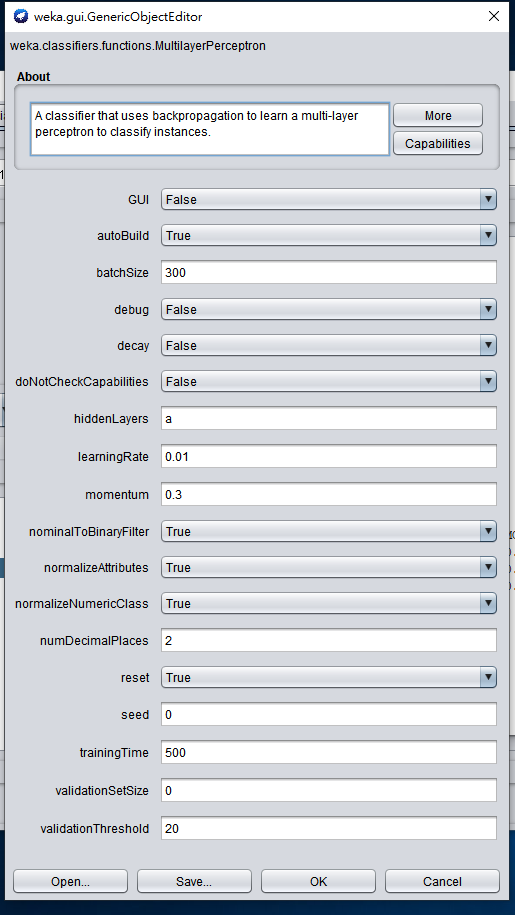 weka.gui.GenericObjectEditor
weka.classifiers.functions.MultilayerPerceptron
About
A classifier that uses backpropagation to learn a multi-layer
perceptron to classify instances.
More
Capabilities
GUI False
autoBuild True
batchSize 300
debug False
decay False
doNotCheckCapabilities False
hiddenLayers a
learningRate 0.01
momentum 0.3
nominalToBinaryFilter True
normalizeAttributes True
normalizeNumericClass True
numDecimalPlaces 2
reset True
seed 0
trainingTime 500
validationSetSize 0
validationThreshold 20
Open... Save... OK Cancel